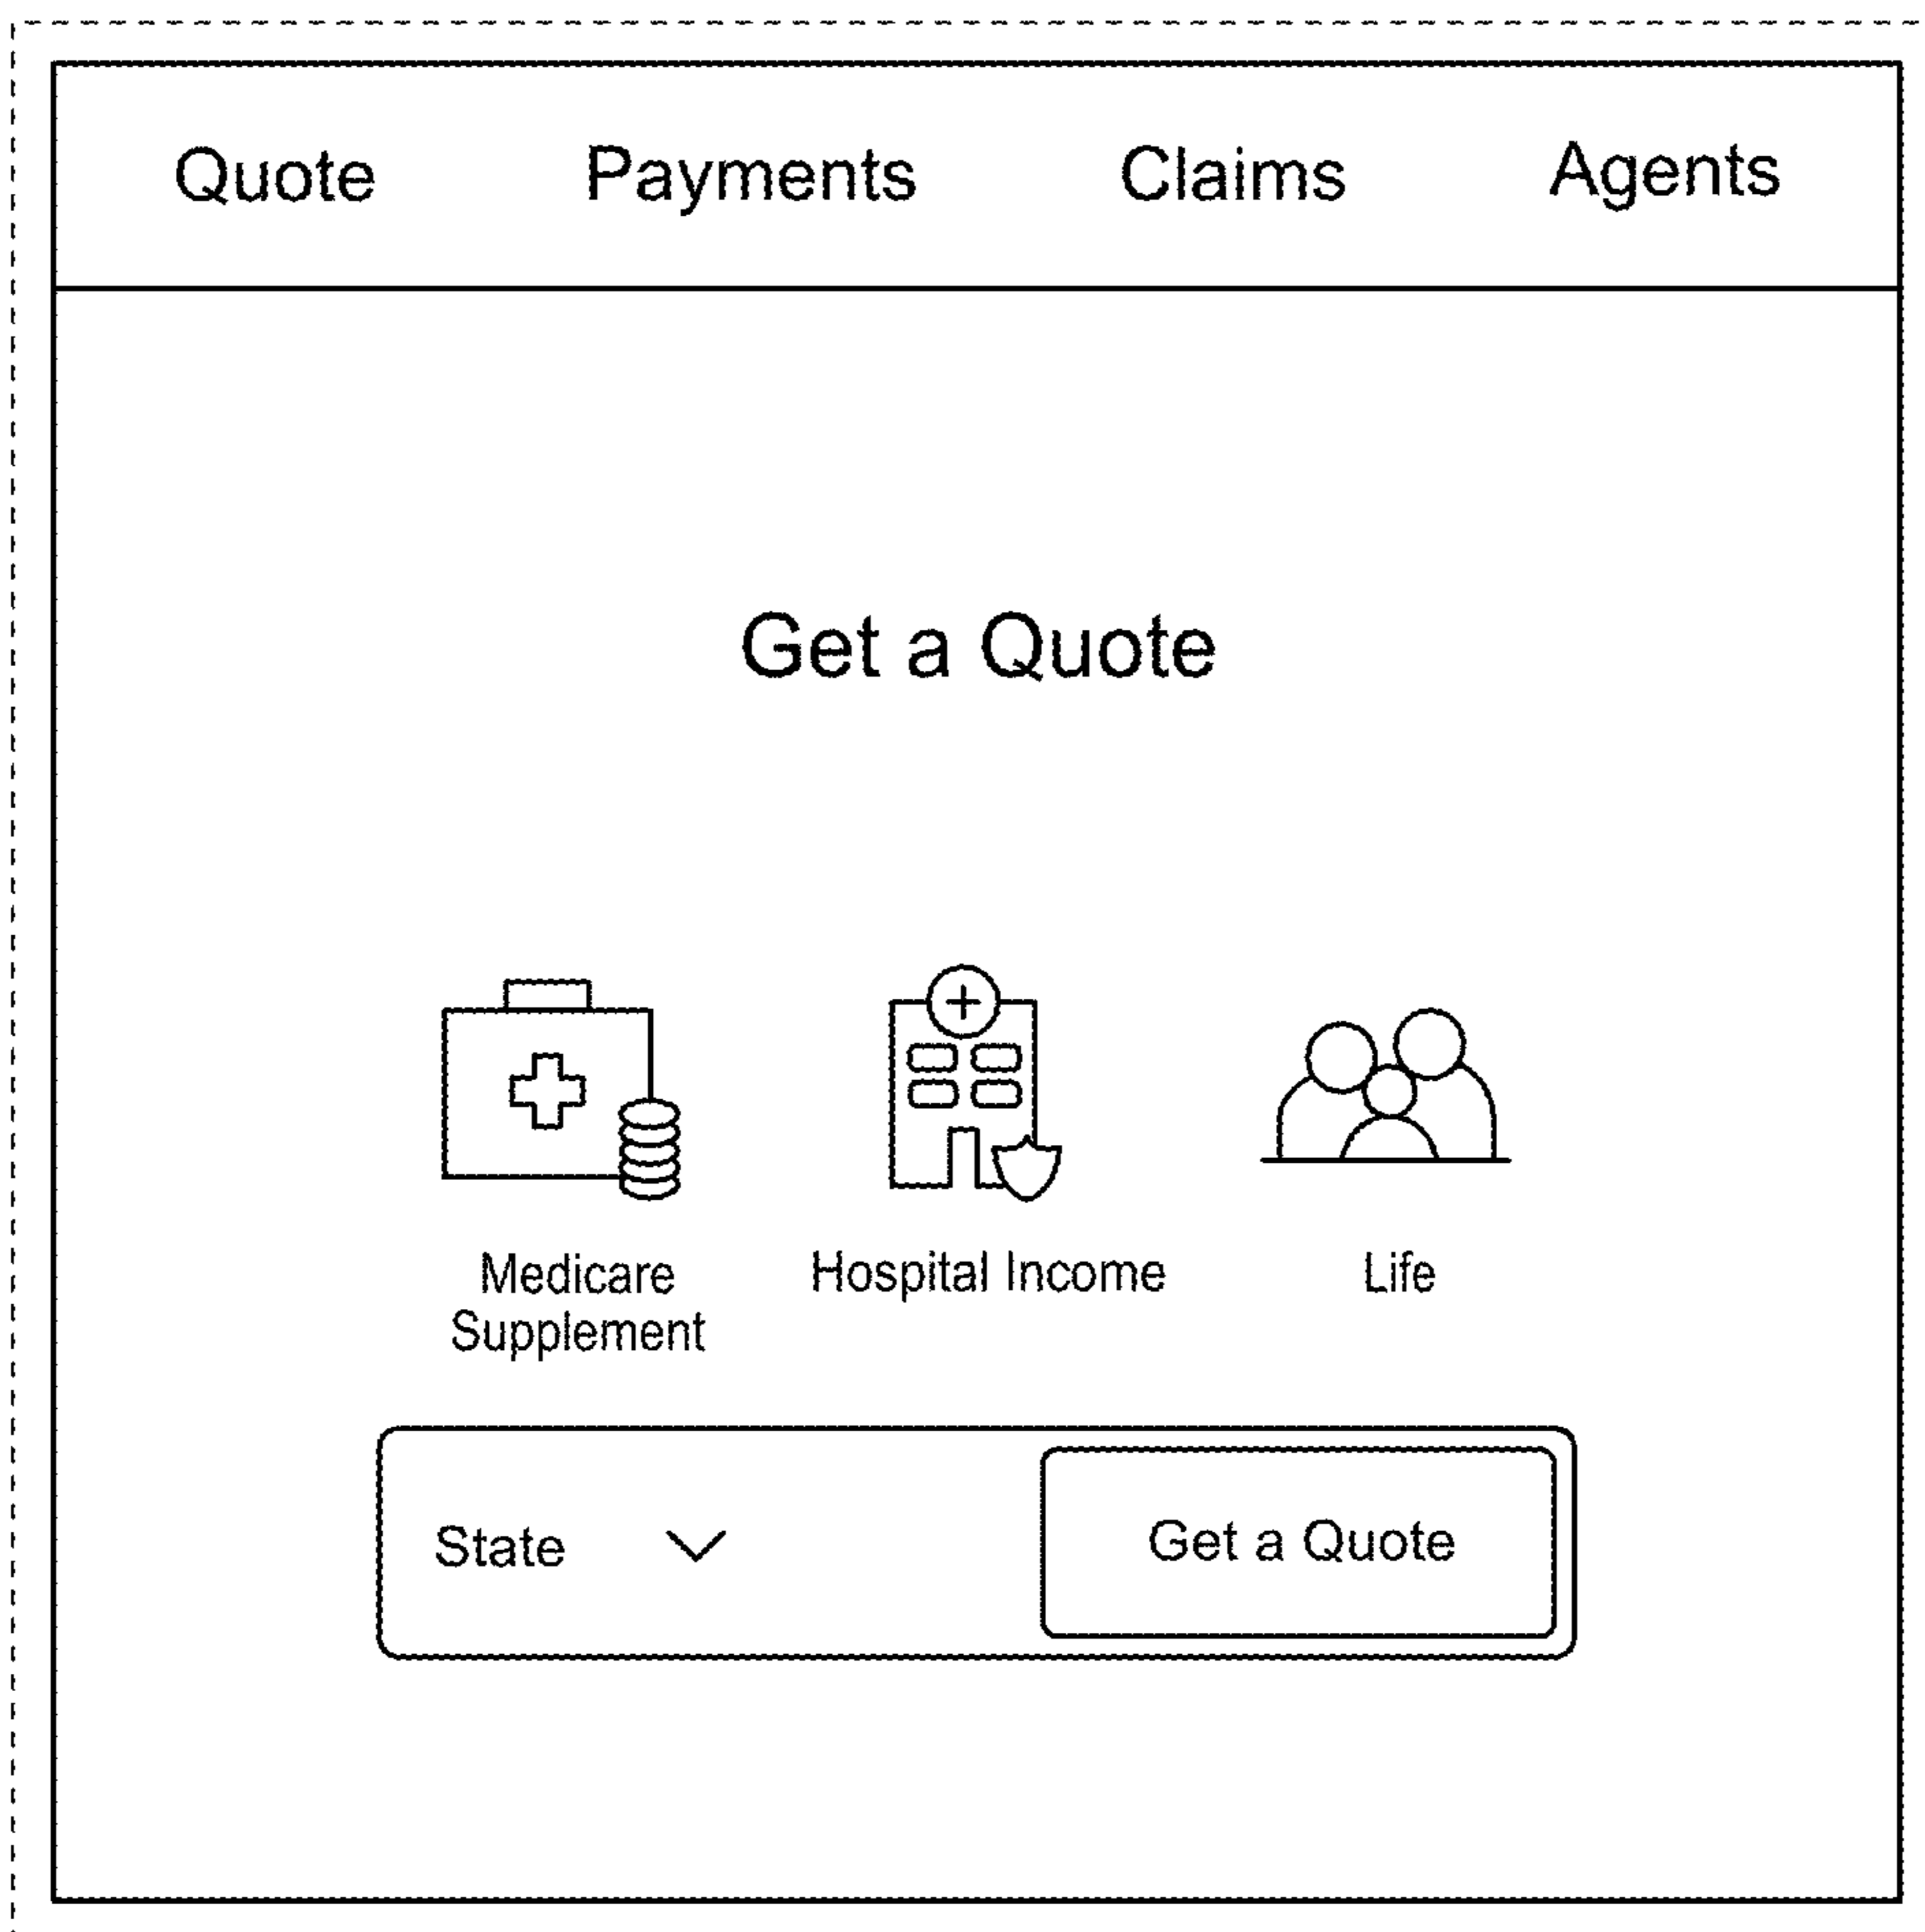 Quote Payments Claims Agents
Get a Quote
Medicare
Supplement
Hospital Income
Life
State
Get a Quote